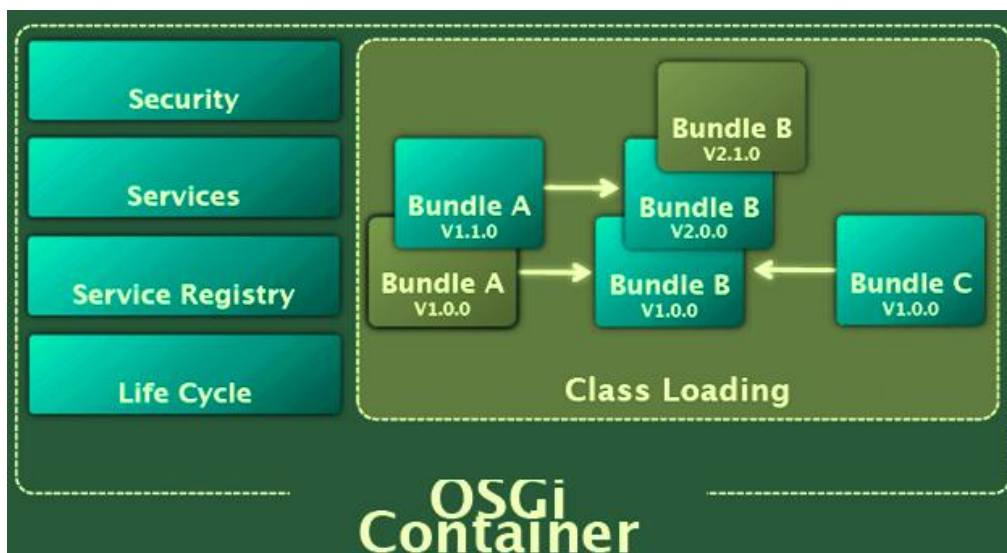 Security
Services
Service Registry
Life Cycle
Bundle B
V2.1.0
Bundle A
V1.1.0
Bundle B
V2.0.0
Bundle A
V1.0.0
Bundle B
V1.0.0
Bundle C
V1.0.0
Class Loading
OSGi
Container